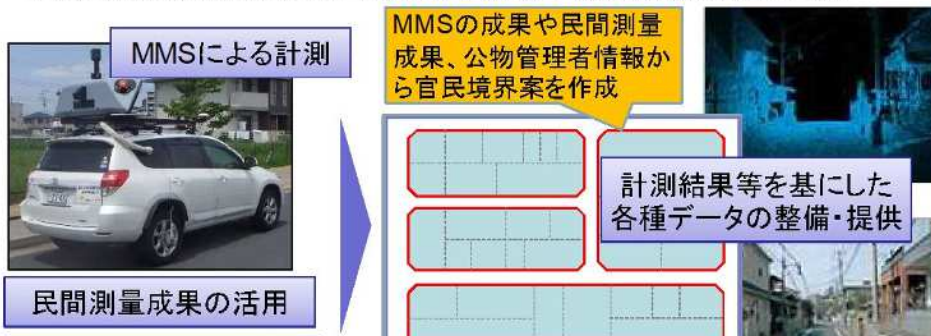 MMSによる計測
民間測量成果の活用
MMSの成果や民間測量
成果、公物管理者情報か
ら官民境界案を作成
計測結果等を基にした
各種データの整備・提供